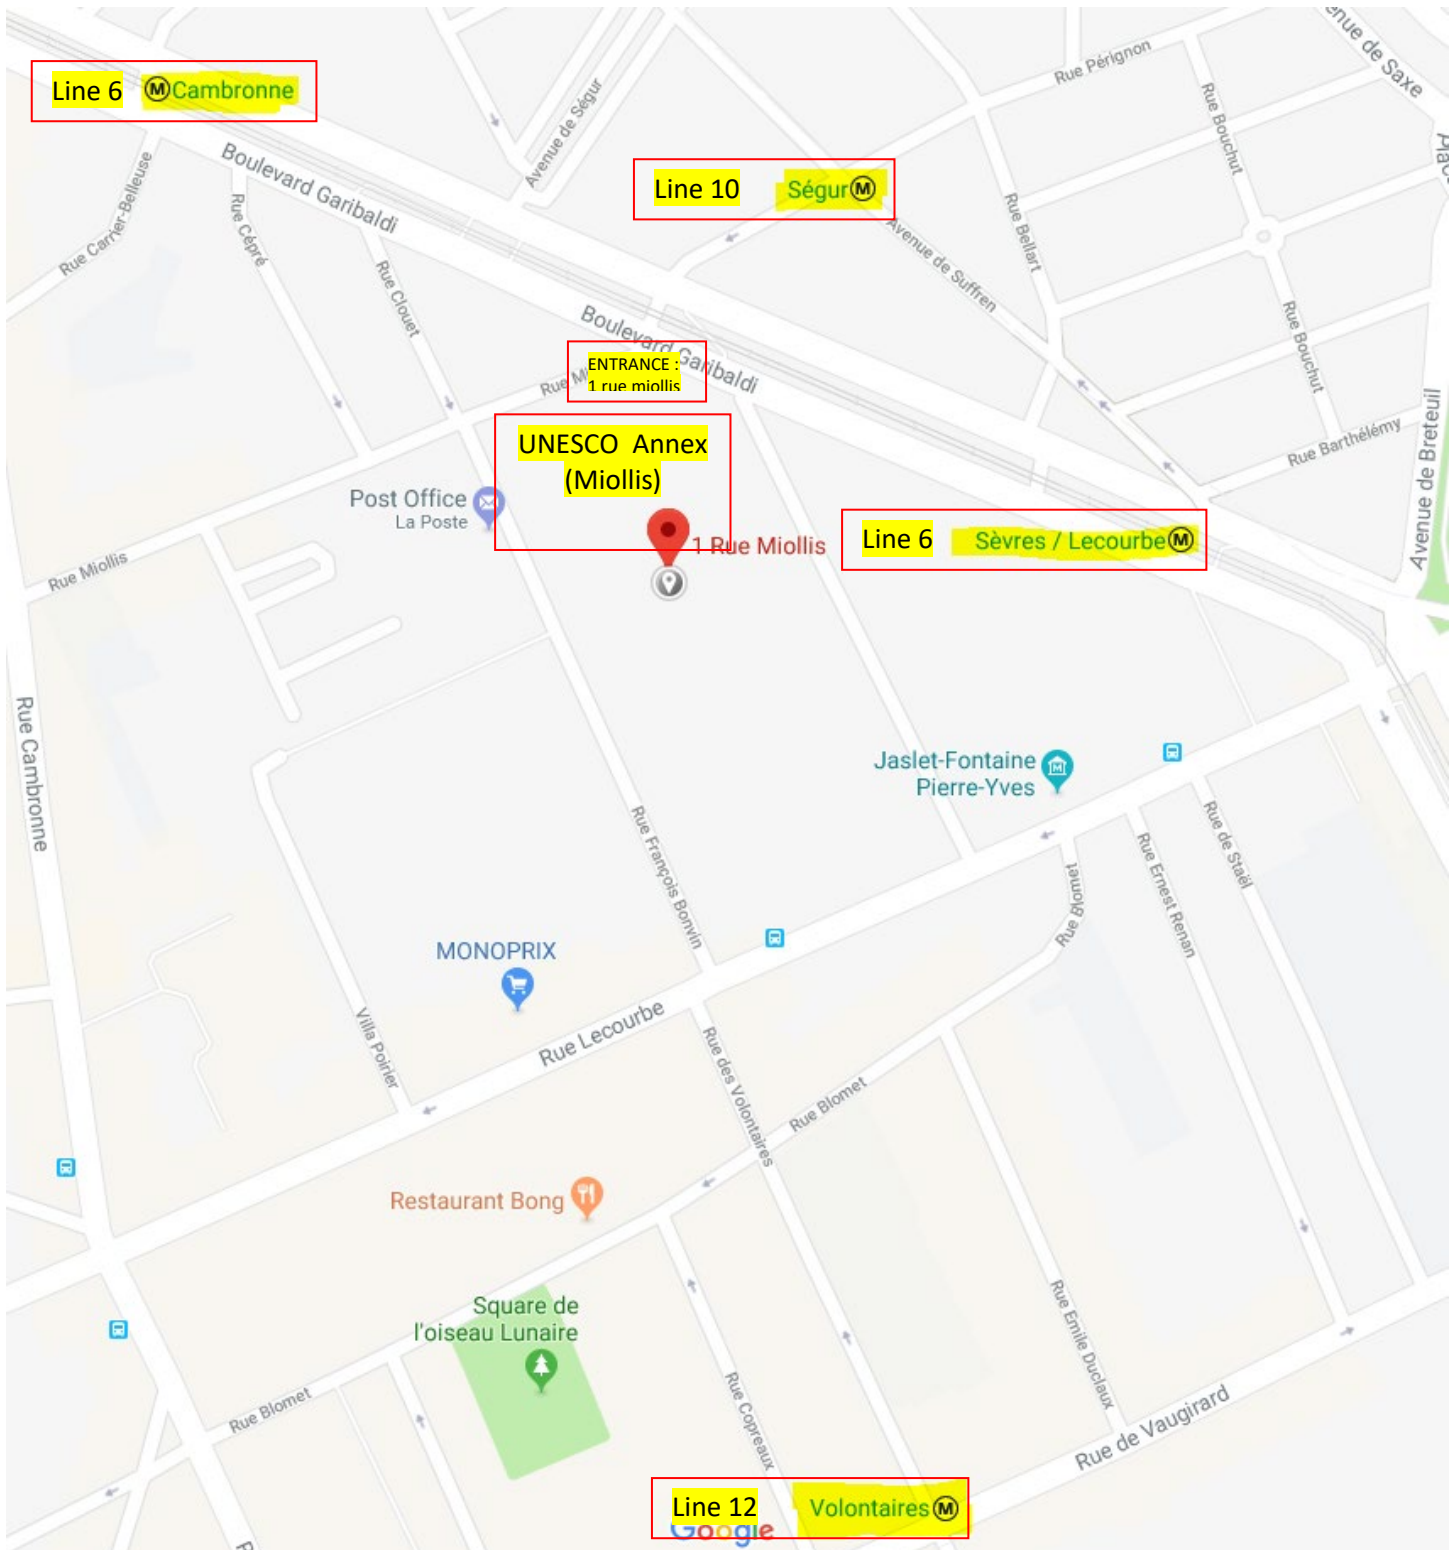 enue de Saxe
Rue Pérignon
Line 6 Cambronne
Avenue de Ségur
Rue Bouchut
Boulevard Garibaldi
Line 10 Ségur
Rue Carrier-Belleuse
Rue Cépré
Rue Bellart
Avenue de Suffren
Rue Clouet
Boulevard Garibaldi
Rue Bouchut
ENTRANCE :
1 rue miollis
Rue Mi
UNESCO Annex
(Miollis)
Rue Barthélémy
Avenue de Breteuil
Post Office
La Poste
1 Rue Miollis
Line 6 Sèvres / Lecourbe
Rue Miollis
Rue Cambronne
Jaslet-Fontaine
Pierre-Yves
Rue François Bonvin
Rue de Staël
Rue Ernest Renan
Rue Blomet
MONOPRIX
Villa Poirier
Rue Lecourbe
Rue des Volontaires
Rue Blomet
Restaurant Bong
Square de
l'oiseau Lunaire
Rue Emile Duclaux
Rue Blomet
Rue Copreaux
Rue de Vaugirard
Line 12 Volontaires
Google